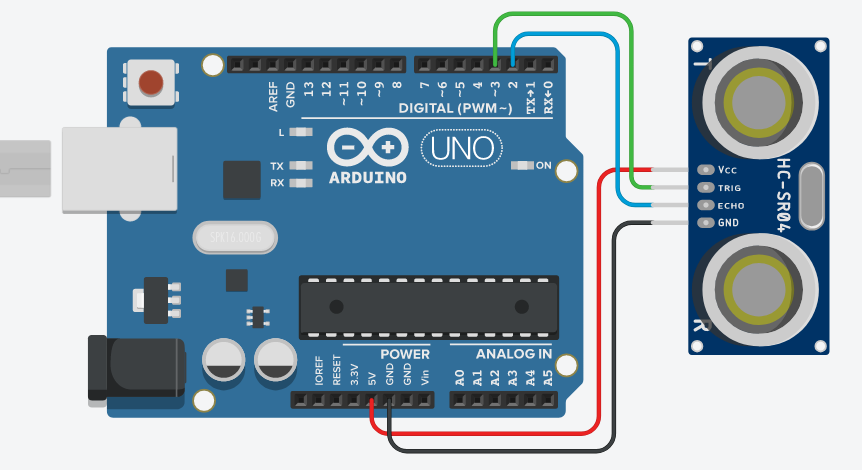 AREF
GND
13
12
~11
~10
~9
8
7
~6
~5
4
~3
2
TX→1
RX←0
DIGITAL (PWM~)
L
TX
RX
ARDUINO
UNO
ON
SPK16.000G
IOREF
RESET
3.3V
5V
GND
GND
Vin
POWER
A0
A1
A2
A3
A4
A5
ANALOG IN
T
VCC
TRIG
ECHO
GND
HC-SR04
R